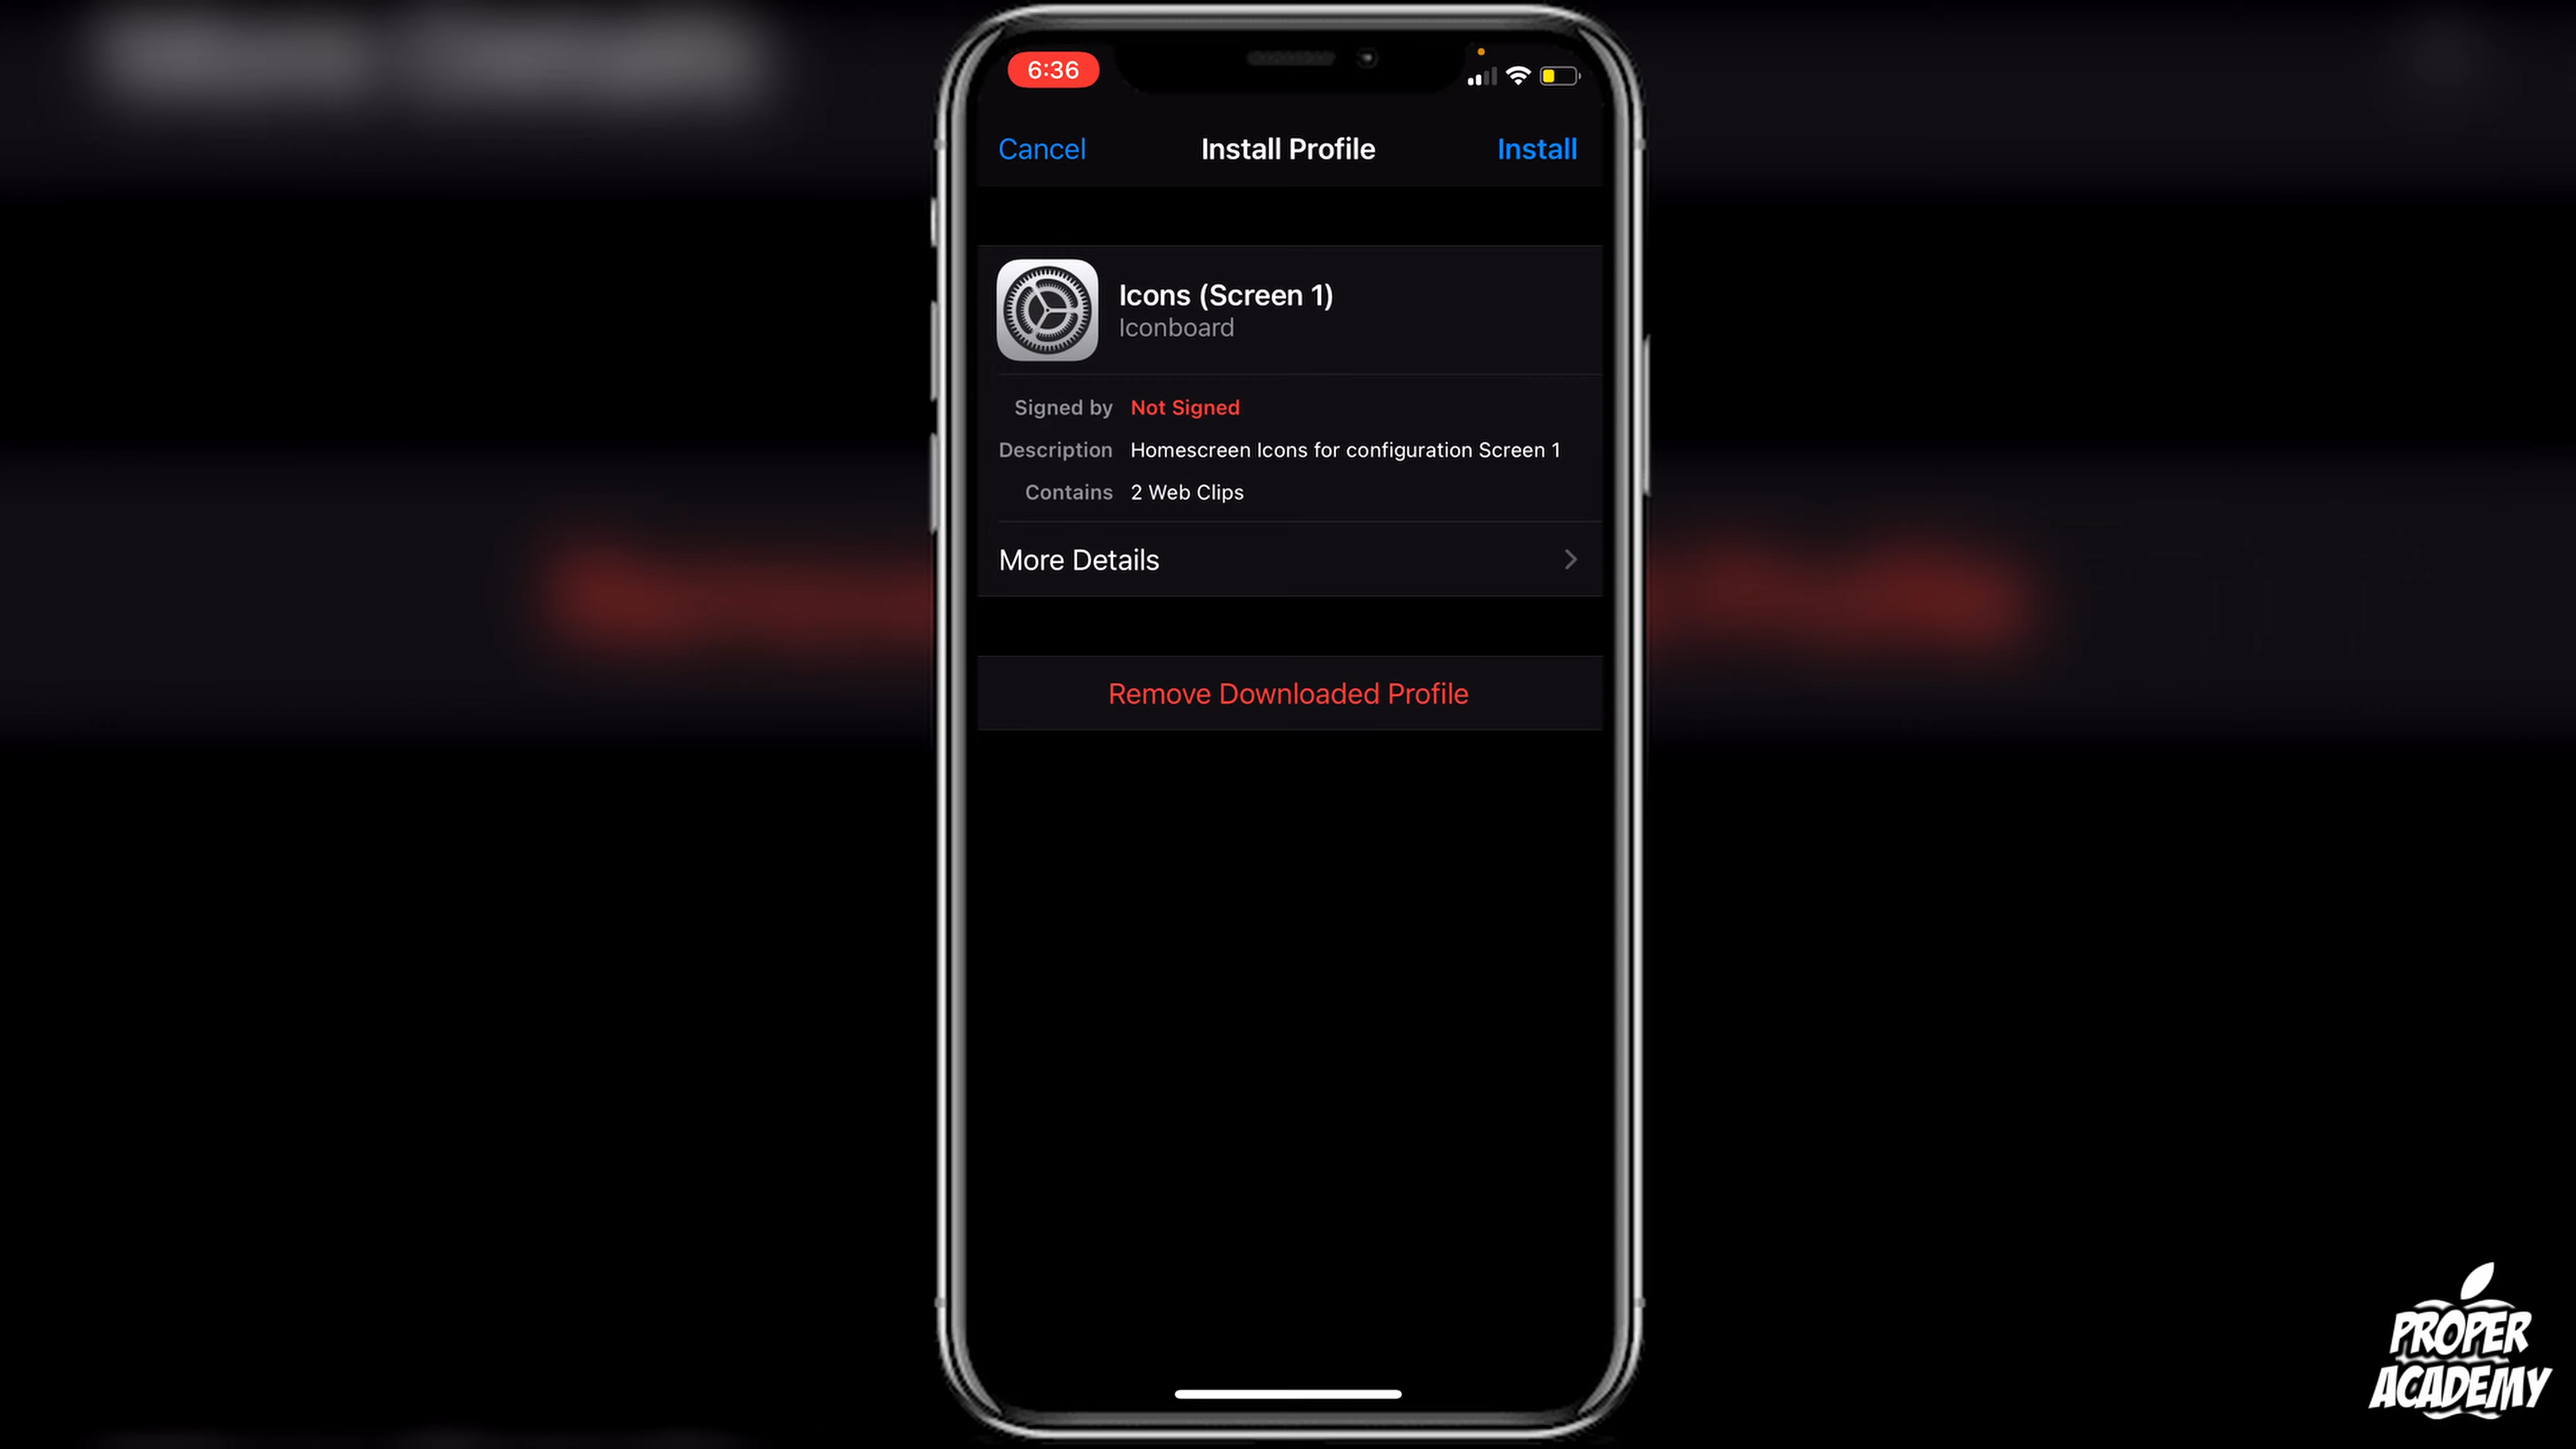 6:36
Cancel
Install Profile
Install
Icons (Screen 1)
Iconboard
Signed by Not Signed
Description Homescreen Icons for configuration Screen 1
Contains 2 Web Clips
More Details
Remove Downloaded Profile
PROPER
ACADEMY